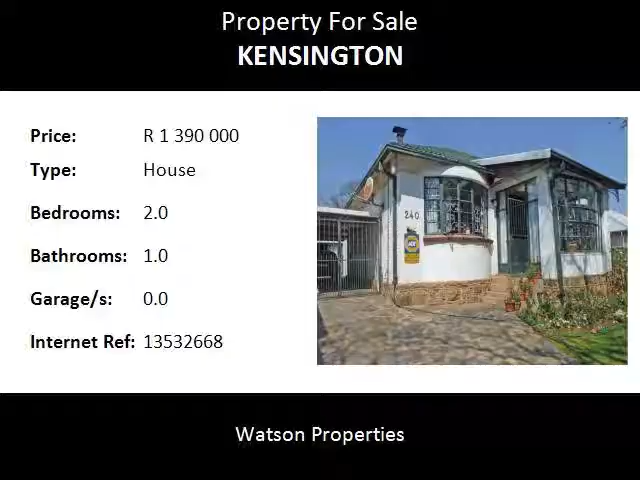 Property For Sale
KENSINGTON
Price: R 1 390 000
Type: House
Bedrooms: 2.0
Bathrooms: 1.0
Garage/s: 0.0
Internet Ref: 13532668
240
Watson Properties